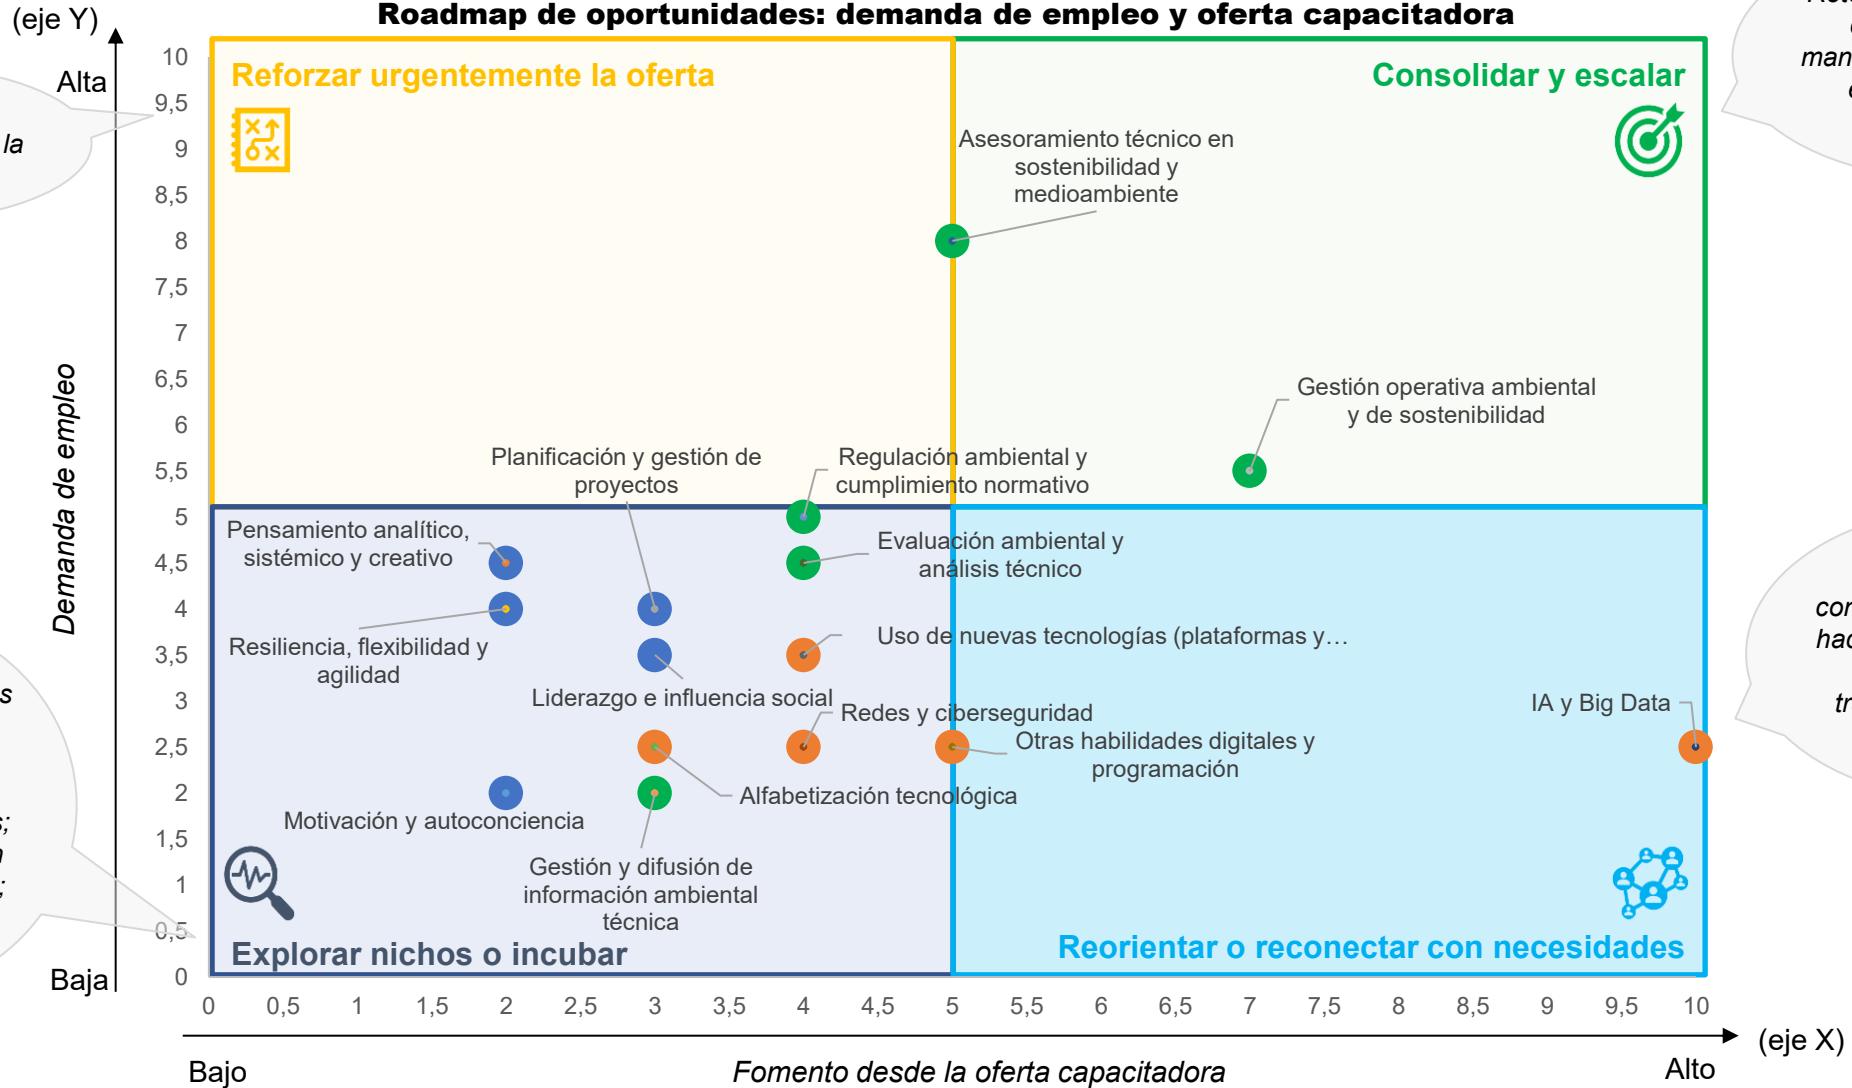 Roadmap de oportunidades: demanda de empleo y oferta capacitadora
(eje Y)
Alta
Demanda de empleo
Baja
la
s
s;
;
man
con
hac
tr
10
9,5
9
8,5
8
7,5
7
6,5
6
5,5
5
4,5
4
3,5
3
2,5
2
1,5
1
0,5
0
Reforzar urgentemente la oferta
Consolidar y escalar
Asesoramiento técnico en
sostenibilidad y
medioambiente
Gestión operativa ambiental
y de sostenibilidad
Planificación y gestión de
proyectos
Regulación ambiental y
cumplimiento normativo
Pensamiento analítico,
sistémico y creativo
Evaluación ambiental y
análisis técnico
Resiliencia, flexibilidad y
agilidad
Uso de nuevas tecnologías (plataformas y…
Liderazgo e influencia social
Redes y ciberseguridad
IA y Big Data
Otras habilidades digitales y
programación
Alfabetización tecnológica
Motivación y autoconciencia
Gestión y difusión de
información ambiental
técnica
Explorar nichos o incubar
Reorientar o reconectar con necesidades
0 0,5 1 1,5 2 2,5 3 3,5 4 4,5 5 5,5 6 6,5 7 7,5 8 8,5 9 9,5 10
(eje X)
Bajo
Fomento desde la oferta capacitadora
Alto